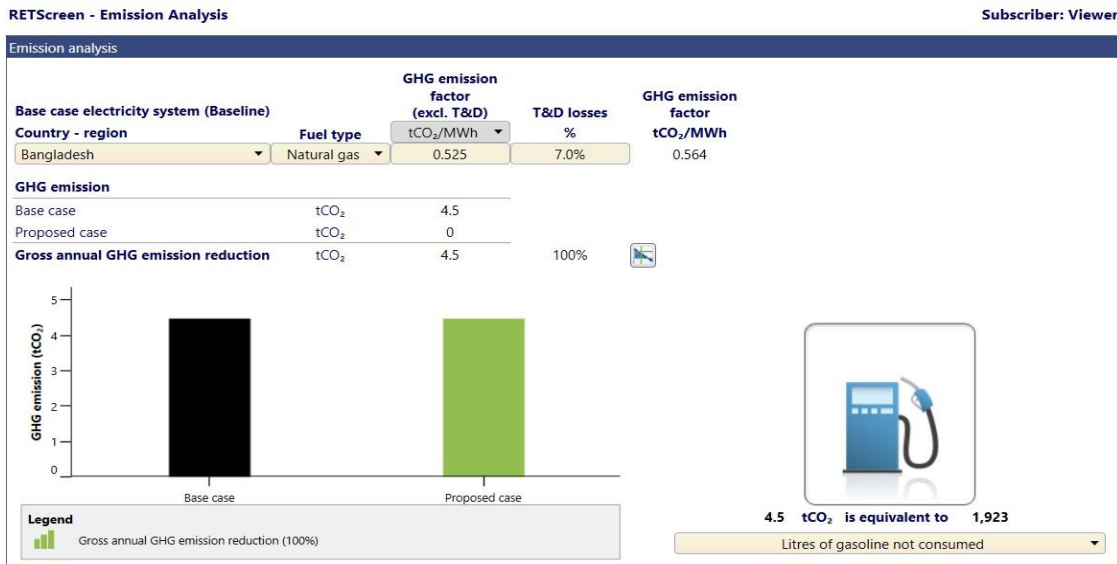 RETScreen - Emission Analysis Subscriber: Viewer
Emission analysis
GHG emission
factor
(excl. T&D)
T&D losses
GHG emission
factor
Base case electricity system (Baseline)
Country - region Fuel type tCO₂/MWh % tCO₂/MWh
Bangladesh Natural gas 0.525 7.0% 0.564
GHG emission
Base case tCO₂ 4.5
Proposed case tCO₂ 0
Gross annual GHG emission reduction tCO₂ 4.5 100%
GHG emission (tCO₂)
5
4
3
2
1
0
Base case Proposed case
Legend
Gross annual GHG emission reduction (100%)
4.5 tCO₂ is equivalent to 1,923
Litres of gasoline not consumed